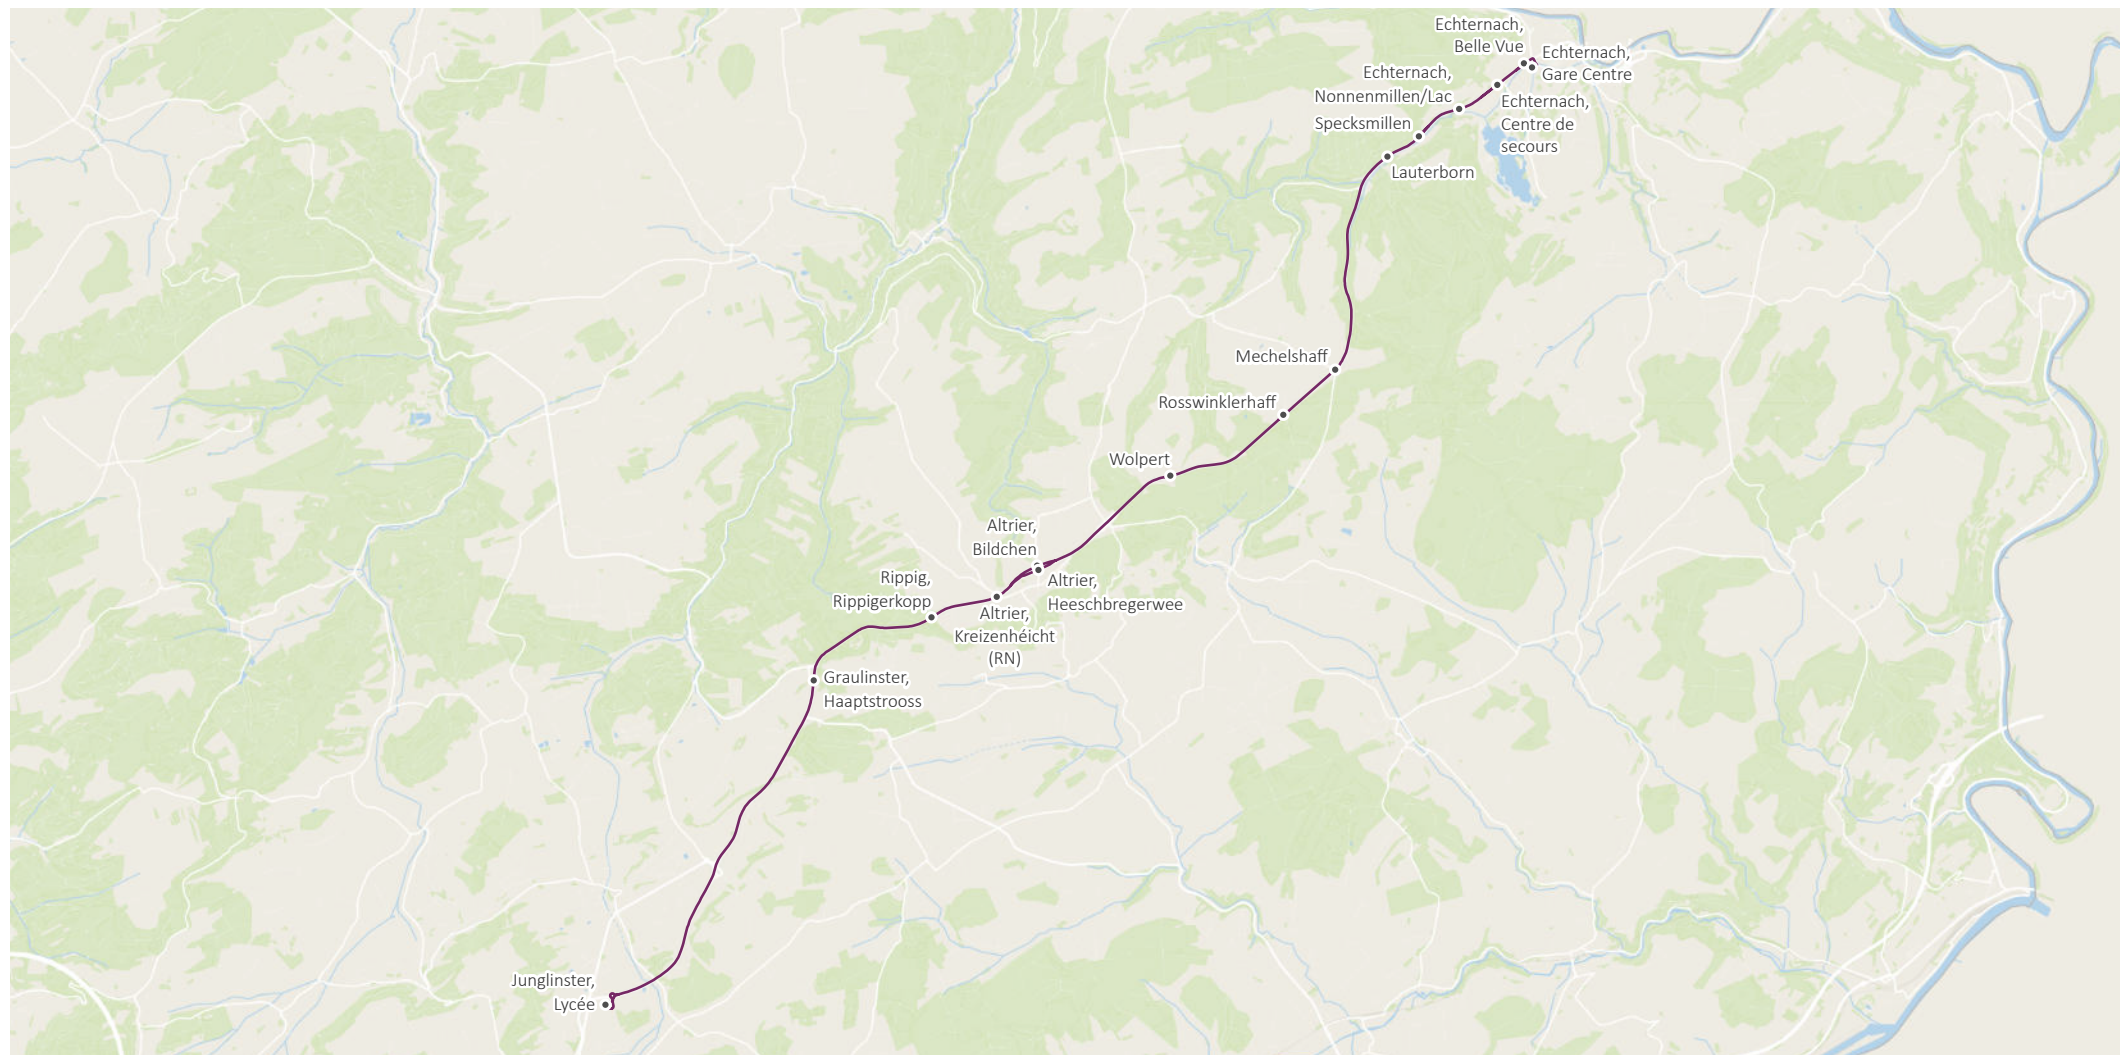 Echternach,
Belle Vue
Echternach,
Gare Centre
Echternach,
Nonnenmillen/Lac
Echternach,
Centre de
secours
Specksmillen
Lauterborn
Mechelshaff
Rosswinklerhaff
Wolpert
Altrier,
Bildchen
Altrier,
Heeschbregerwee
Rippig,
Rippigerkopp
Altrier,
Kreizenhéicht
(RN)
Graulinster,
Haaptstrooss
Junglinster,
Lycée